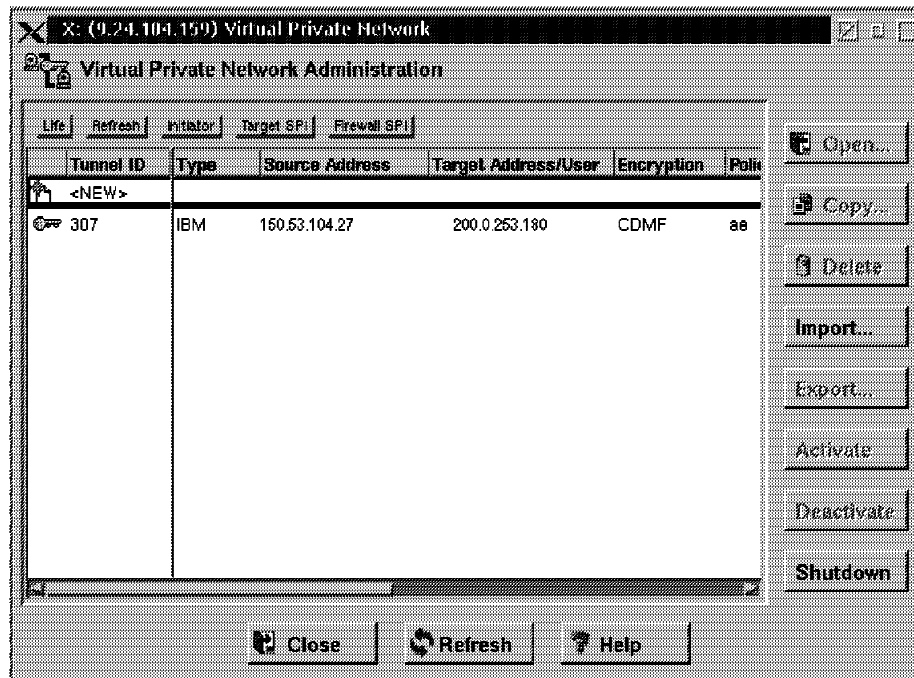 X: (9.24.104.159) Virtual Private Network
Virtual Private Network Administration
Life Refresh Initiator Target SPI Firewall SPI
Tunnel ID Type Source Address Target Address/User Encryption Polic
<NEW>
307 IBM 150.53.104.27 200.0.253.180 CDMF ae
Open...
Copy...
Delete
Import...
Export...
Activate
Deactivate
Shutdown
Close Refresh Help